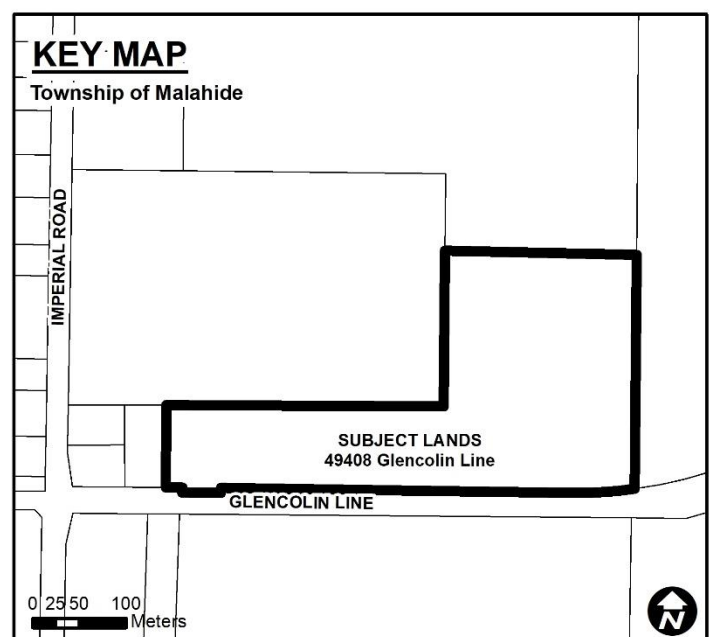 KEY MAP
Township of Malahide
IMPERIAL ROAD
SUBJECT LANDS
49408 Glencolin Line
GLENCOLIN LINE
0 25 50 100
Meters
N